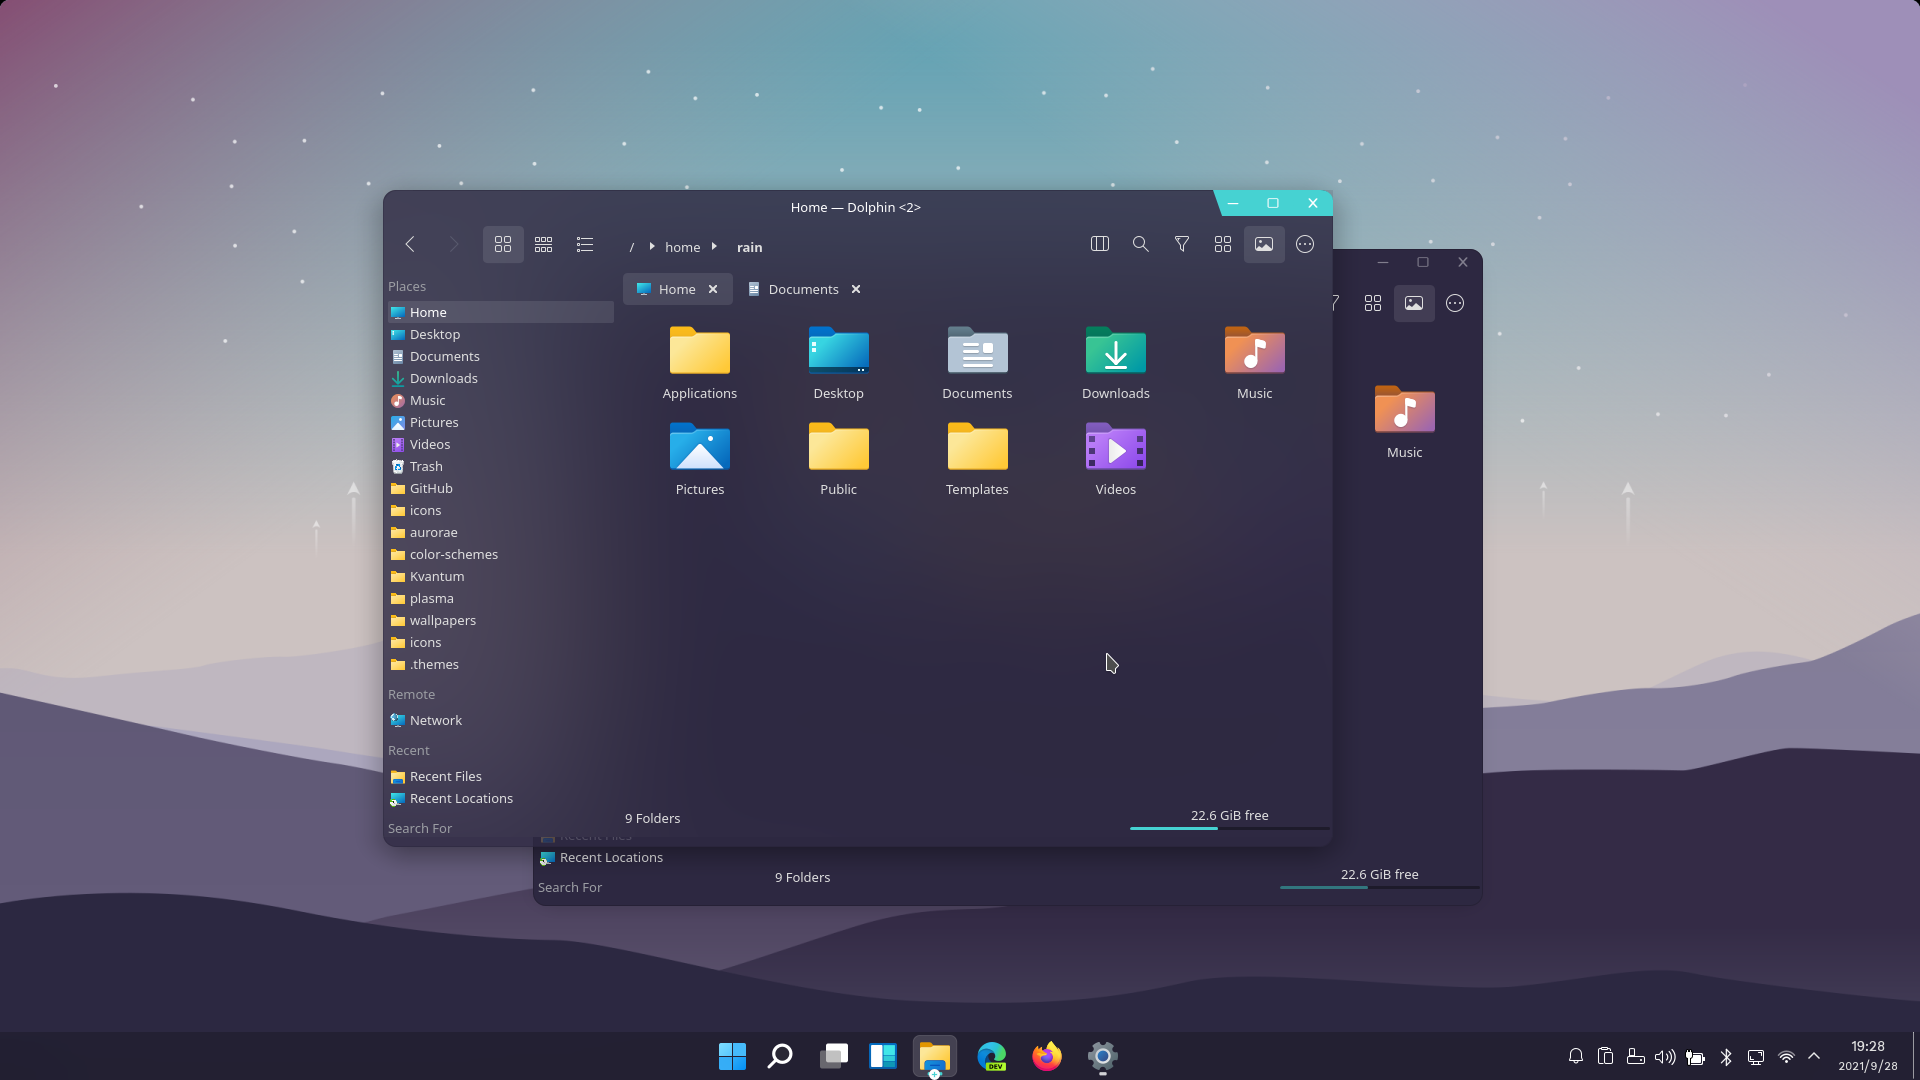 Home — Dolphin <2>
/ home rain
Places
Home
Desktop
Documents
Downloads
Music
Pictures
Videos
Trash
GitHub
icons
aurorae
color-schemes
Kvantum
plasma
wallpapers
icons
.themes
Remote
Network
Recent
Recent Files
Recent Locations
Search For
Home Documents
Applications Desktop Documents Downloads Music
Pictures Public Templates Videos
9 Folders 22.6 GiB free
Music
Recent Files
Recent Locations
Search For
9 Folders 22.6 GiB free
DEV
19:28
2021/9/28